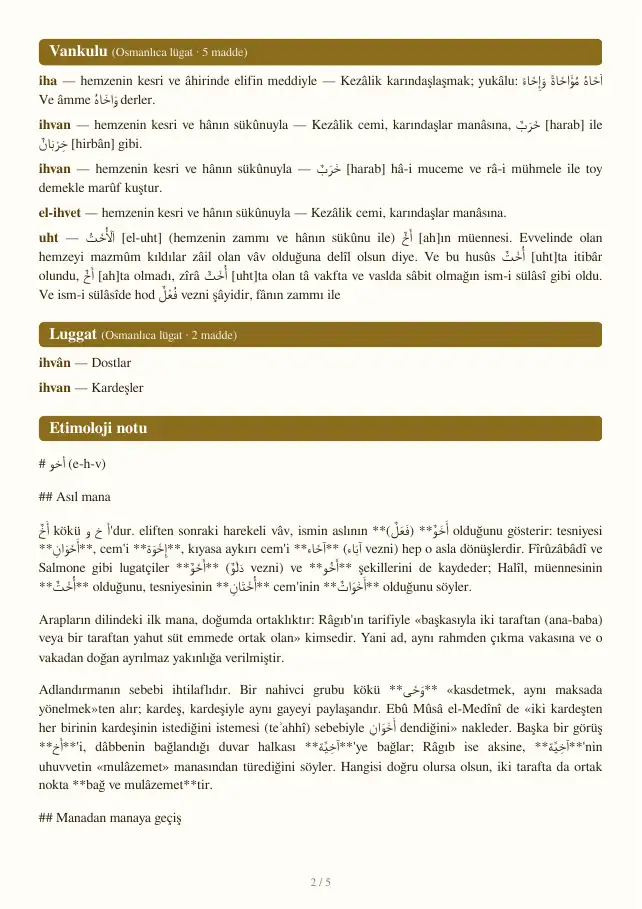 Vankulu (Osmanlıca lügat · 5 madde)
iha — hemzenin kesri ve âhirinde elifin meddiyle — Kezâlik karındaşlaşmak; yukâlu: اَخَاهُ مُؤَاخَاةً وَإِخَاءً
Ve âmme وَاخَاهُ derler.
ihvan — hemzenin kesri ve hânın sükûnuyla — Kezâlik cemi, karındaşlar manâsına, خَرَبٌ [harab] ile
خِرْبَانٌ [hirbân] gibi.
ihvan — hemzenin kesri ve hânın sükûnuyla — خَرَبٌ [harab] hâ-i muceme ve râ-i mühmele ile toy
demekle marûf kuştur.
el-ihvet — hemzenin kesri ve hânın sükûnuyla — Kezâlik cemi, karındaşlar manâsına.
uht — اَلْأُخْتُ [el-uht] (hemzenin zammı ve hânın sükûnu ile) أَخٌ [ah]ın müennesi. Evvelinde olan
hemzeyi mazmûm kıldılar zâil olan vâv olduğuna delîl olsun diye. Ve bu husûs أُخْتٌ [uht]ta itibâr
olundu, أَخٌ [ah]ta olmadı, zîrâ أُخْتٌ [uht]ta olan tâ vakfta ve vaslda sâbit olmağın ism-i sülâsî gibi oldu.
Ve ism-i sülâsîde hod فُعْلٌ vezni şâyidir, fânın zammı ile
Luggat (Osmanlıca lügat · 2 madde)
ihvân — Dostlar
ihvan — Kardeşler
Etimoloji notu
# أخو (e-h-v)
## Asıl mana
أَخٌ kökü أ خ و'dur. eliften sonraki harekeli vâv, ismin aslının **أَخَوٌ** (فَعَلٌ)** olduğunu gösterir: tesniyesi
**أَخَوَانِ**, cem'i **إِخْوَة**, kıyasa aykırı cem'i **آخَاء** (آبَاء vezni) hep o asla dönüşlerdir. Fîrûzâbâdî ve
Salmone gibi lugatçiler **أَخْوٌ** (دَلْوٌ vezni) ve **أَخُو** şekillerini de kaydeder; Halîl, müennesinin
**أُخْتٌ** olduğunu, tesniyesinin **أُخْتَانِ** cem'inin **أَخَوَاتٌ** olduğunu söyler.
Arapların dilindeki ilk mana, doğumda ortaklıktır: Râgıb'ın tarifiyle «başkasıyla iki taraftan (ana-baba)
veya bir taraftan yahut süt emmede ortak olan» kimsedir. Yani ad, aynı rahmden çıkma vakasına ve o
vakadan doğan ayrılmaz yakınlığa verilmiştir.
Adlandırmanın sebebi ihtilaflıdır. Bir nahivci grubu kökü **وَخَى** «kasdetmek, aynı maksada
yönelmek»ten alır; kardeş, kardeşiyle aynı gayeyi paylaşandır. Ebû Mûsâ el-Medînî de «iki kardeşten
her birinin kardeşinin istediğini istemesi (teʾahhî) sebebiyle أَخَوَانِ dendiğini» nakleder. Başka bir görüş
**أخ**'i, dâbbenin bağlandığı duvar halkası **آخِيَّة**'ye bağlar; Râgıb ise aksine, **آخِيَّة**'nin
uhuvvetin «mulâzemet» manasından türediğini söyler. Hangisi doğru olursa olsun, iki tarafta da ortak
nokta **bağ ve mulâzemet**tir.
## Manadan manaya geçiş
2 / 5